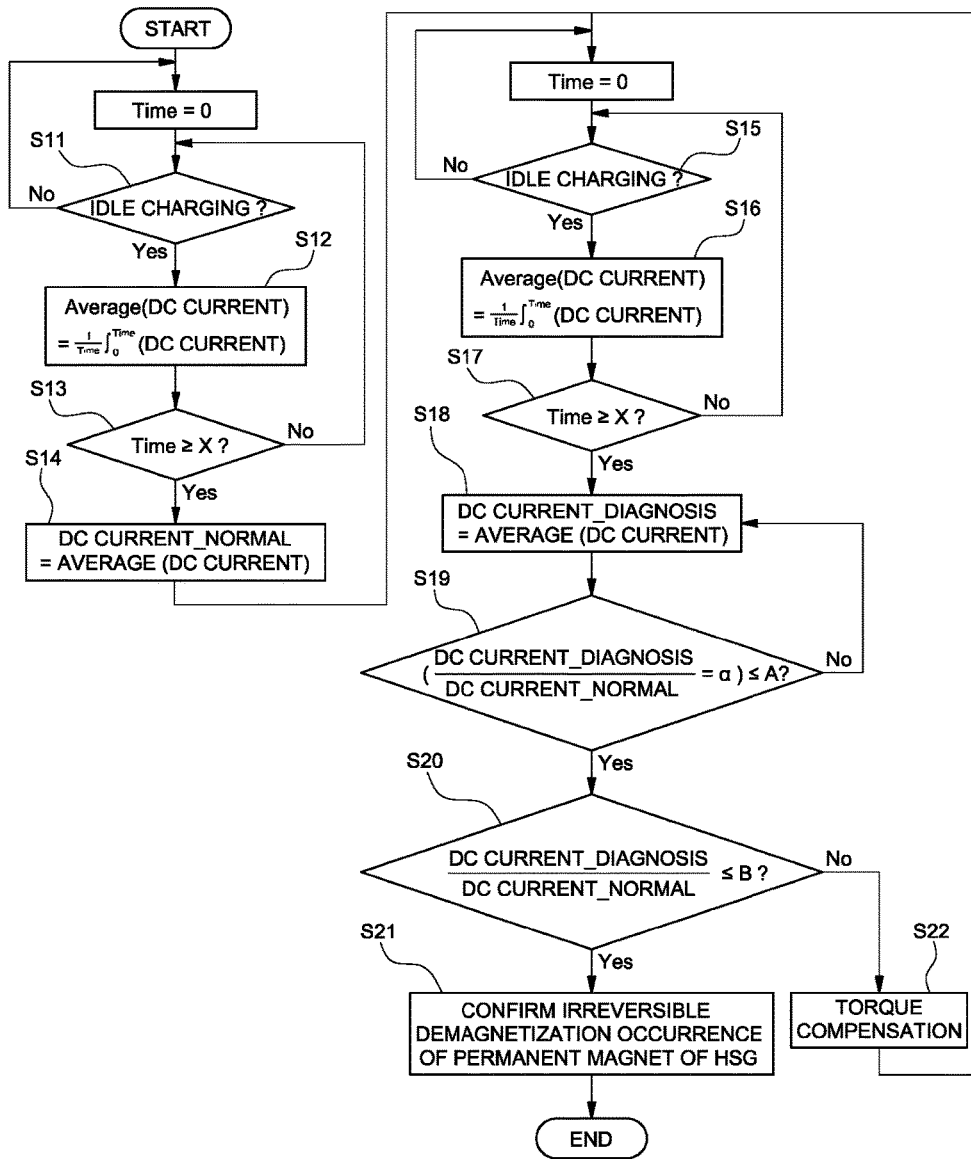 START
Time = 0
S11
No
IDLE CHARGING ?
Yes
S12
Average(DC CURRENT)
= 1/Time ∫₀^Time (DC CURRENT)
S13
Time ≥ X ?
No
S14
Yes
DC CURRENT_NORMAL
= AVERAGE (DC CURRENT)
Time = 0
S15
No
IDLE CHARGING ?
Yes
S16
Average(DC CURRENT)
= 1/Time ∫₀^Time (DC CURRENT)
S17
Time ≥ X ?
No
S18
Yes
DC CURRENT_DIAGNOSIS
= AVERAGE (DC CURRENT)
S19
( DC CURRENT_DIAGNOSIS
DC CURRENT_NORMAL = α ) ≤ A?
No
Yes
S20
DC CURRENT_DIAGNOSIS
DC CURRENT_NORMAL ≤ B ?
No
S21
Yes
S22
CONFIRM IRREVERSIBLE
DEMAGNETIZATION OCCURRENCE
OF PERMANENT MAGNET OF HSG
TORQUE
COMPENSATION
END